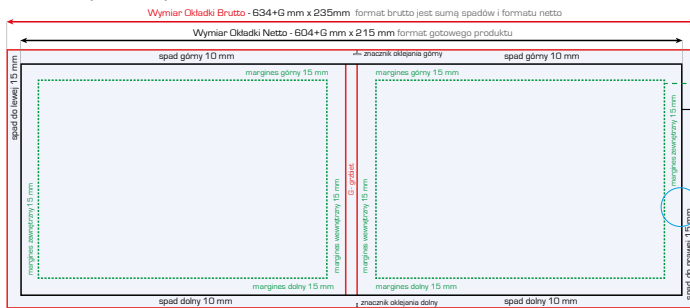 Wymiar Okładki Brutto - 634+G mm x 235mm format brutto jest sumą spadów i formatu netto
Wymiar Okładki Netto - 604+G mm x 215 mm format gotowego produktu
spad górny 10 mm
znacznik oklejania górny
spad górny 10 mm
spad do lewej 15 mm
margines górny 15 mm
margines górny 15 mm
margines zewnętrzny 15 mm
margines wewnętrzny 15 mm
G - grzbiet
margines wewnętrzny 15 mm
margines zewnętrzny 15 mm
spad do prawej 15 mm
margines dolny 15 mm
margines dolny 15 mm
spad dolny 10 mm
znacznik oklejania dolny
spad dolny 10 mm